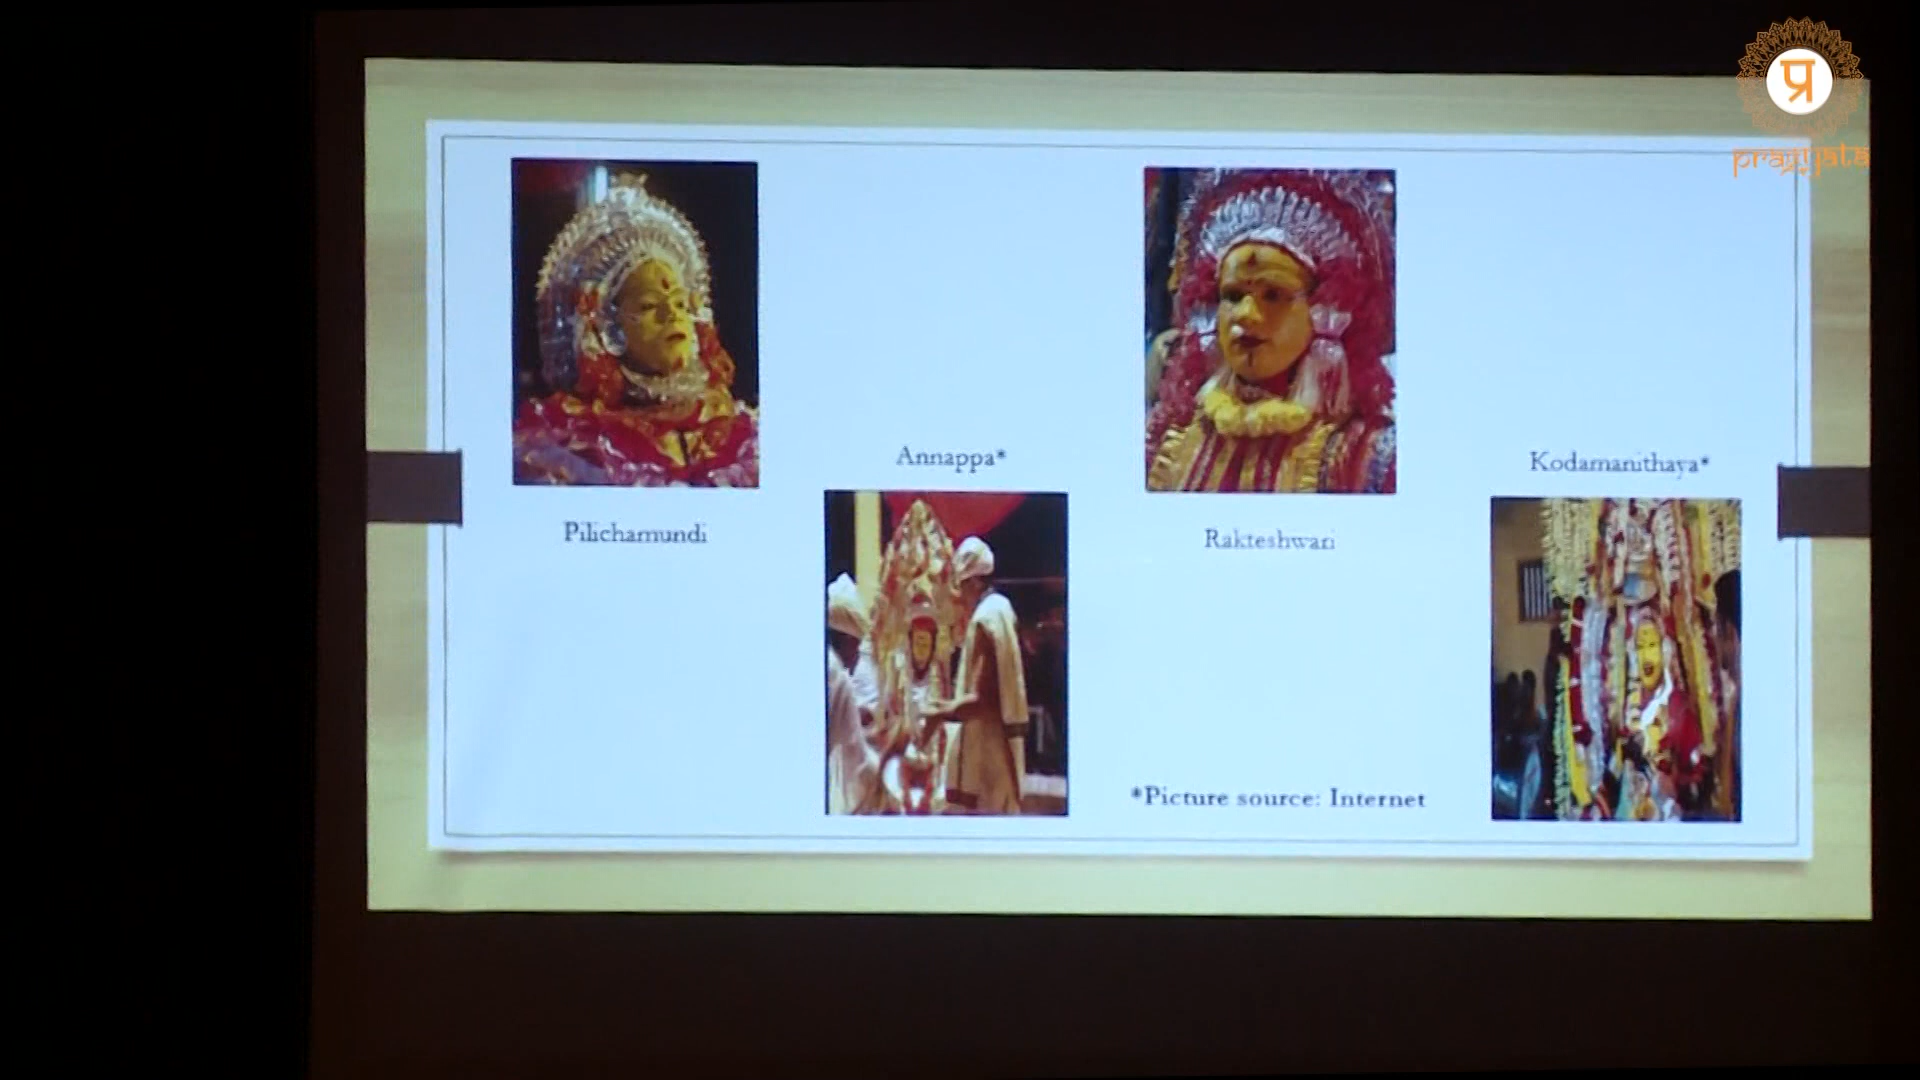 प्र
prajyata
Annappa*
Kodamanithaya*
Pilichamundi
Rakteshwari
*Picture source: Internet